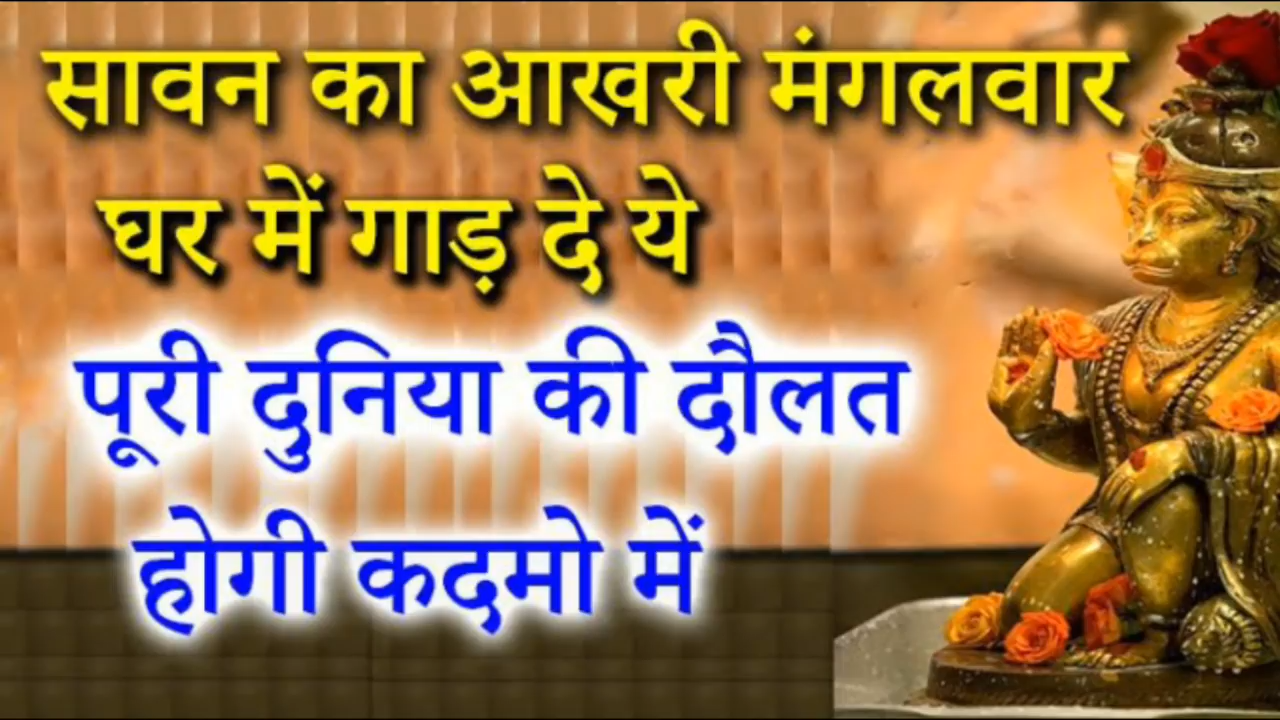 सावन का आखरी मंगलवार
घर में गाड़ दे ये
पूरी दुनिया की दौलत
होगी कदमो में